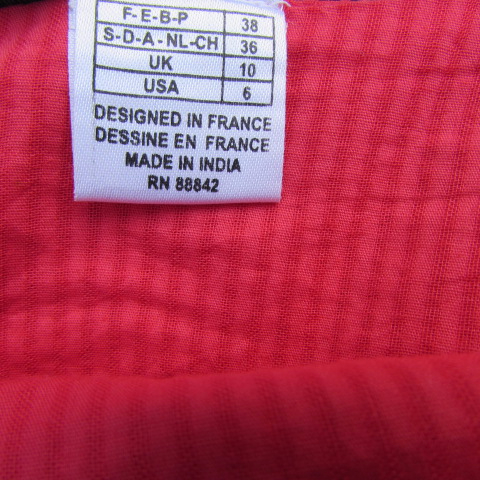 F-E-B-P 38
S-D-A-NL-CH 36
UK 10
USA 6
DESIGNED IN FRANCE
DESSINE EN FRANCE
MADE IN INDIA
RN 88842